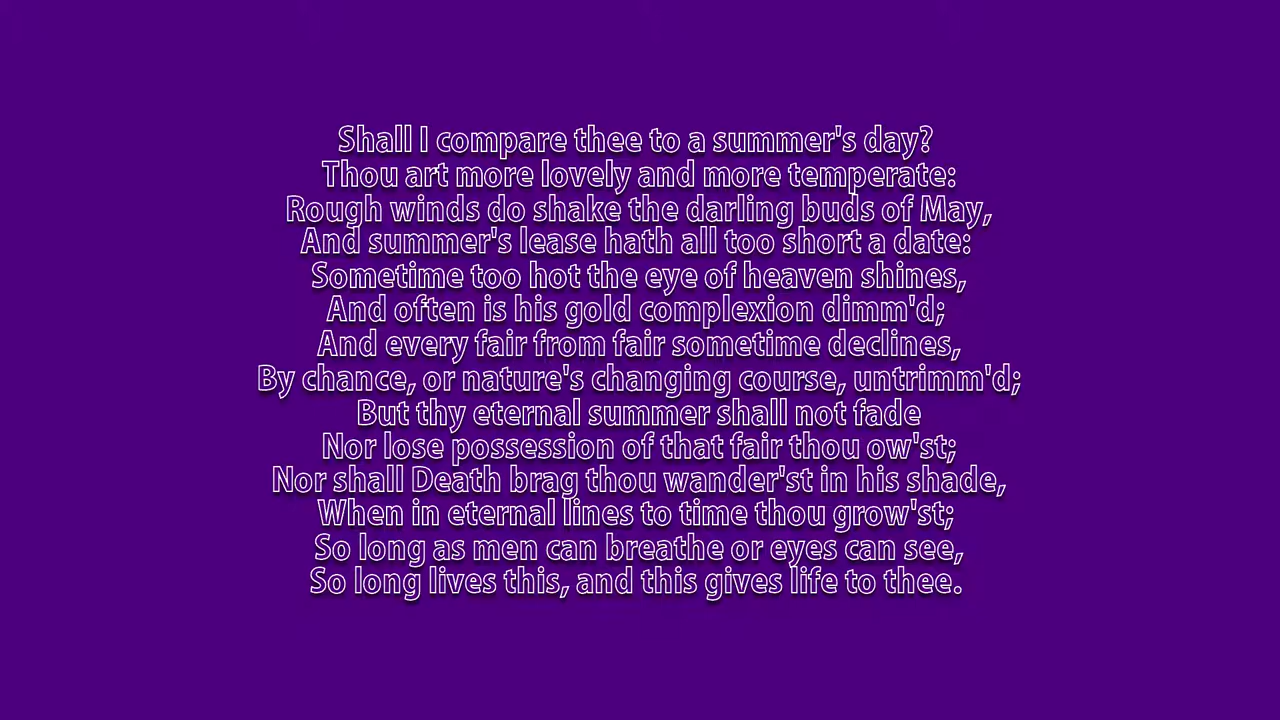 Shall I compare thee to a summer's day?
Thou art more lovely and more temperate:
Rough winds do shake the darling buds of May,
And summer's lease hath all too short a date:
Sometime too hot the eye of heaven shines,
And often is his gold complexion dimm'd;
And every fair from fair sometime declines,
By chance, or nature's changing course, untrimm'd;
But thy eternal summer shall not fade
Nor lose possession of that fair thou ow'st;
Nor shall Death brag thou wander'st in his shade,
When in eternal lines to time thou grow'st;
So long as men can breathe or eyes can see,
So long lives this, and this gives life to thee.